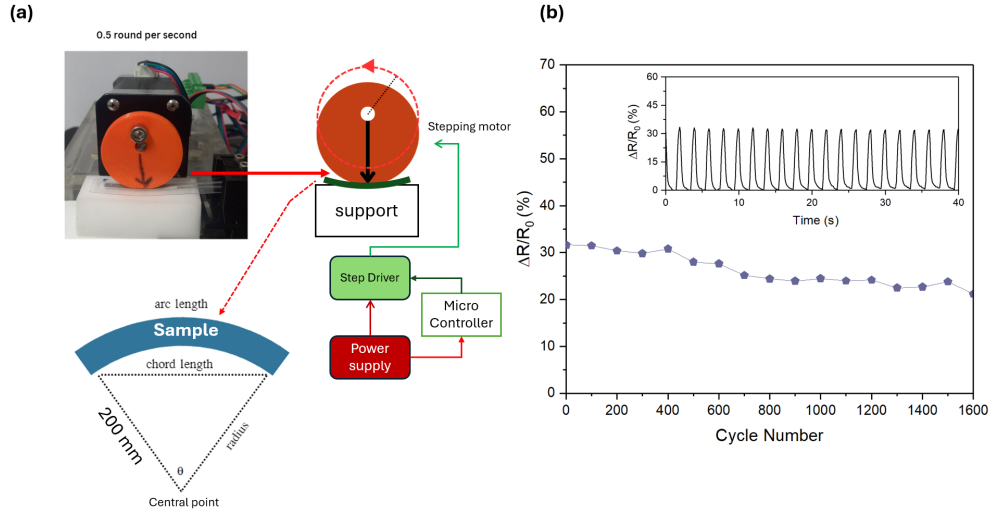 (a)
0.5 round per second
Stepping motor
support
Step Driver
Micro
Controller
Power
supply
arc length
Sample
chord length
200 mm
radius
θ
Central point
(b)
70
60
50
40
30
20
10
0
ΔR/R0 (%)
0 200 400 600 800 1000 1200 1400 1600
Cycle Number
60
45
30
15
0
ΔR/R0 (%)
0 10 20 30 40
Time (s)